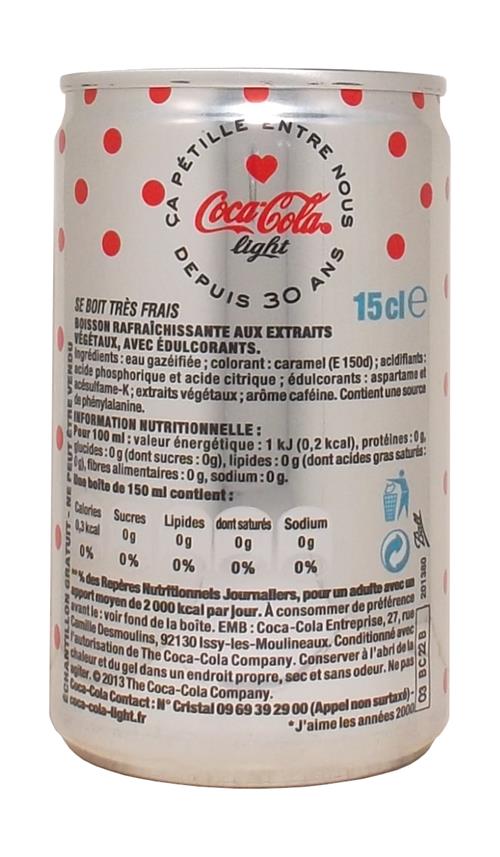 ÇA PÉTILLE ENTRE NOUS
Coca-Cola
light
DEPUIS 30 ANS
15 cl e
SE BOIT TRÈS FRAIS
BOISSON RAFRAÎCHISSANTE AUX EXTRAITS
VÉGÉTAUX, AVEC ÉDULCORANTS.
Ingrédients : eau gazéifiée ; colorant : caramel (E 150d) ; acidifiants :
acide phosphorique et acide citrique ; édulcorants : aspartame et
acésulfame-K ; extraits végétaux ; arôme caféine. Contient une source
de phénylalanine.
INFORMATION NUTRITIONNELLE :
Pour 100 ml : valeur énergétique : 1 kJ (0,2 kcal), protéines : 0 g,
glucides : 0 g (dont sucres : 0g), lipides : 0 g (dont acides gras saturés :
0 g), fibres alimentaires : 0 g, sodium : 0 g.
Une boîte de 150 ml contient :
Calories Sucres Lipides dont saturés Sodium
0,3 kcal 0 g 0 g 0 g 0 g
0% 0% 0% 0% 0%
**% des Repères Nutritionnels Journaliers, pour un adulte avec un
apport moyen de 2 000 kcal par jour. À consommer de préférence
avant le : voir fond de la boîte. EMB : Coca-Cola Entreprise, 27, rue
Camille Desmoulins, 92130 Issy-les-Moulineaux. Conditionné avec
l'autorisation de The Coca-Cola Company. Conserver à l'abri de la
chaleur et du gel dans un endroit propre, sec et sans odeur. Ne pas
agiter. © 2013 The Coca-Cola Company.
Coca-Cola Contact : N° Cristal 09 69 39 29 00 (Appel non surtaxé) -
coca-cola-light.fr
*J'aime les années 2000
ÉCHANTILLON GRATUIT - NE PEUT ÊTRE VENDU
Ball
201380
03 BC22 B